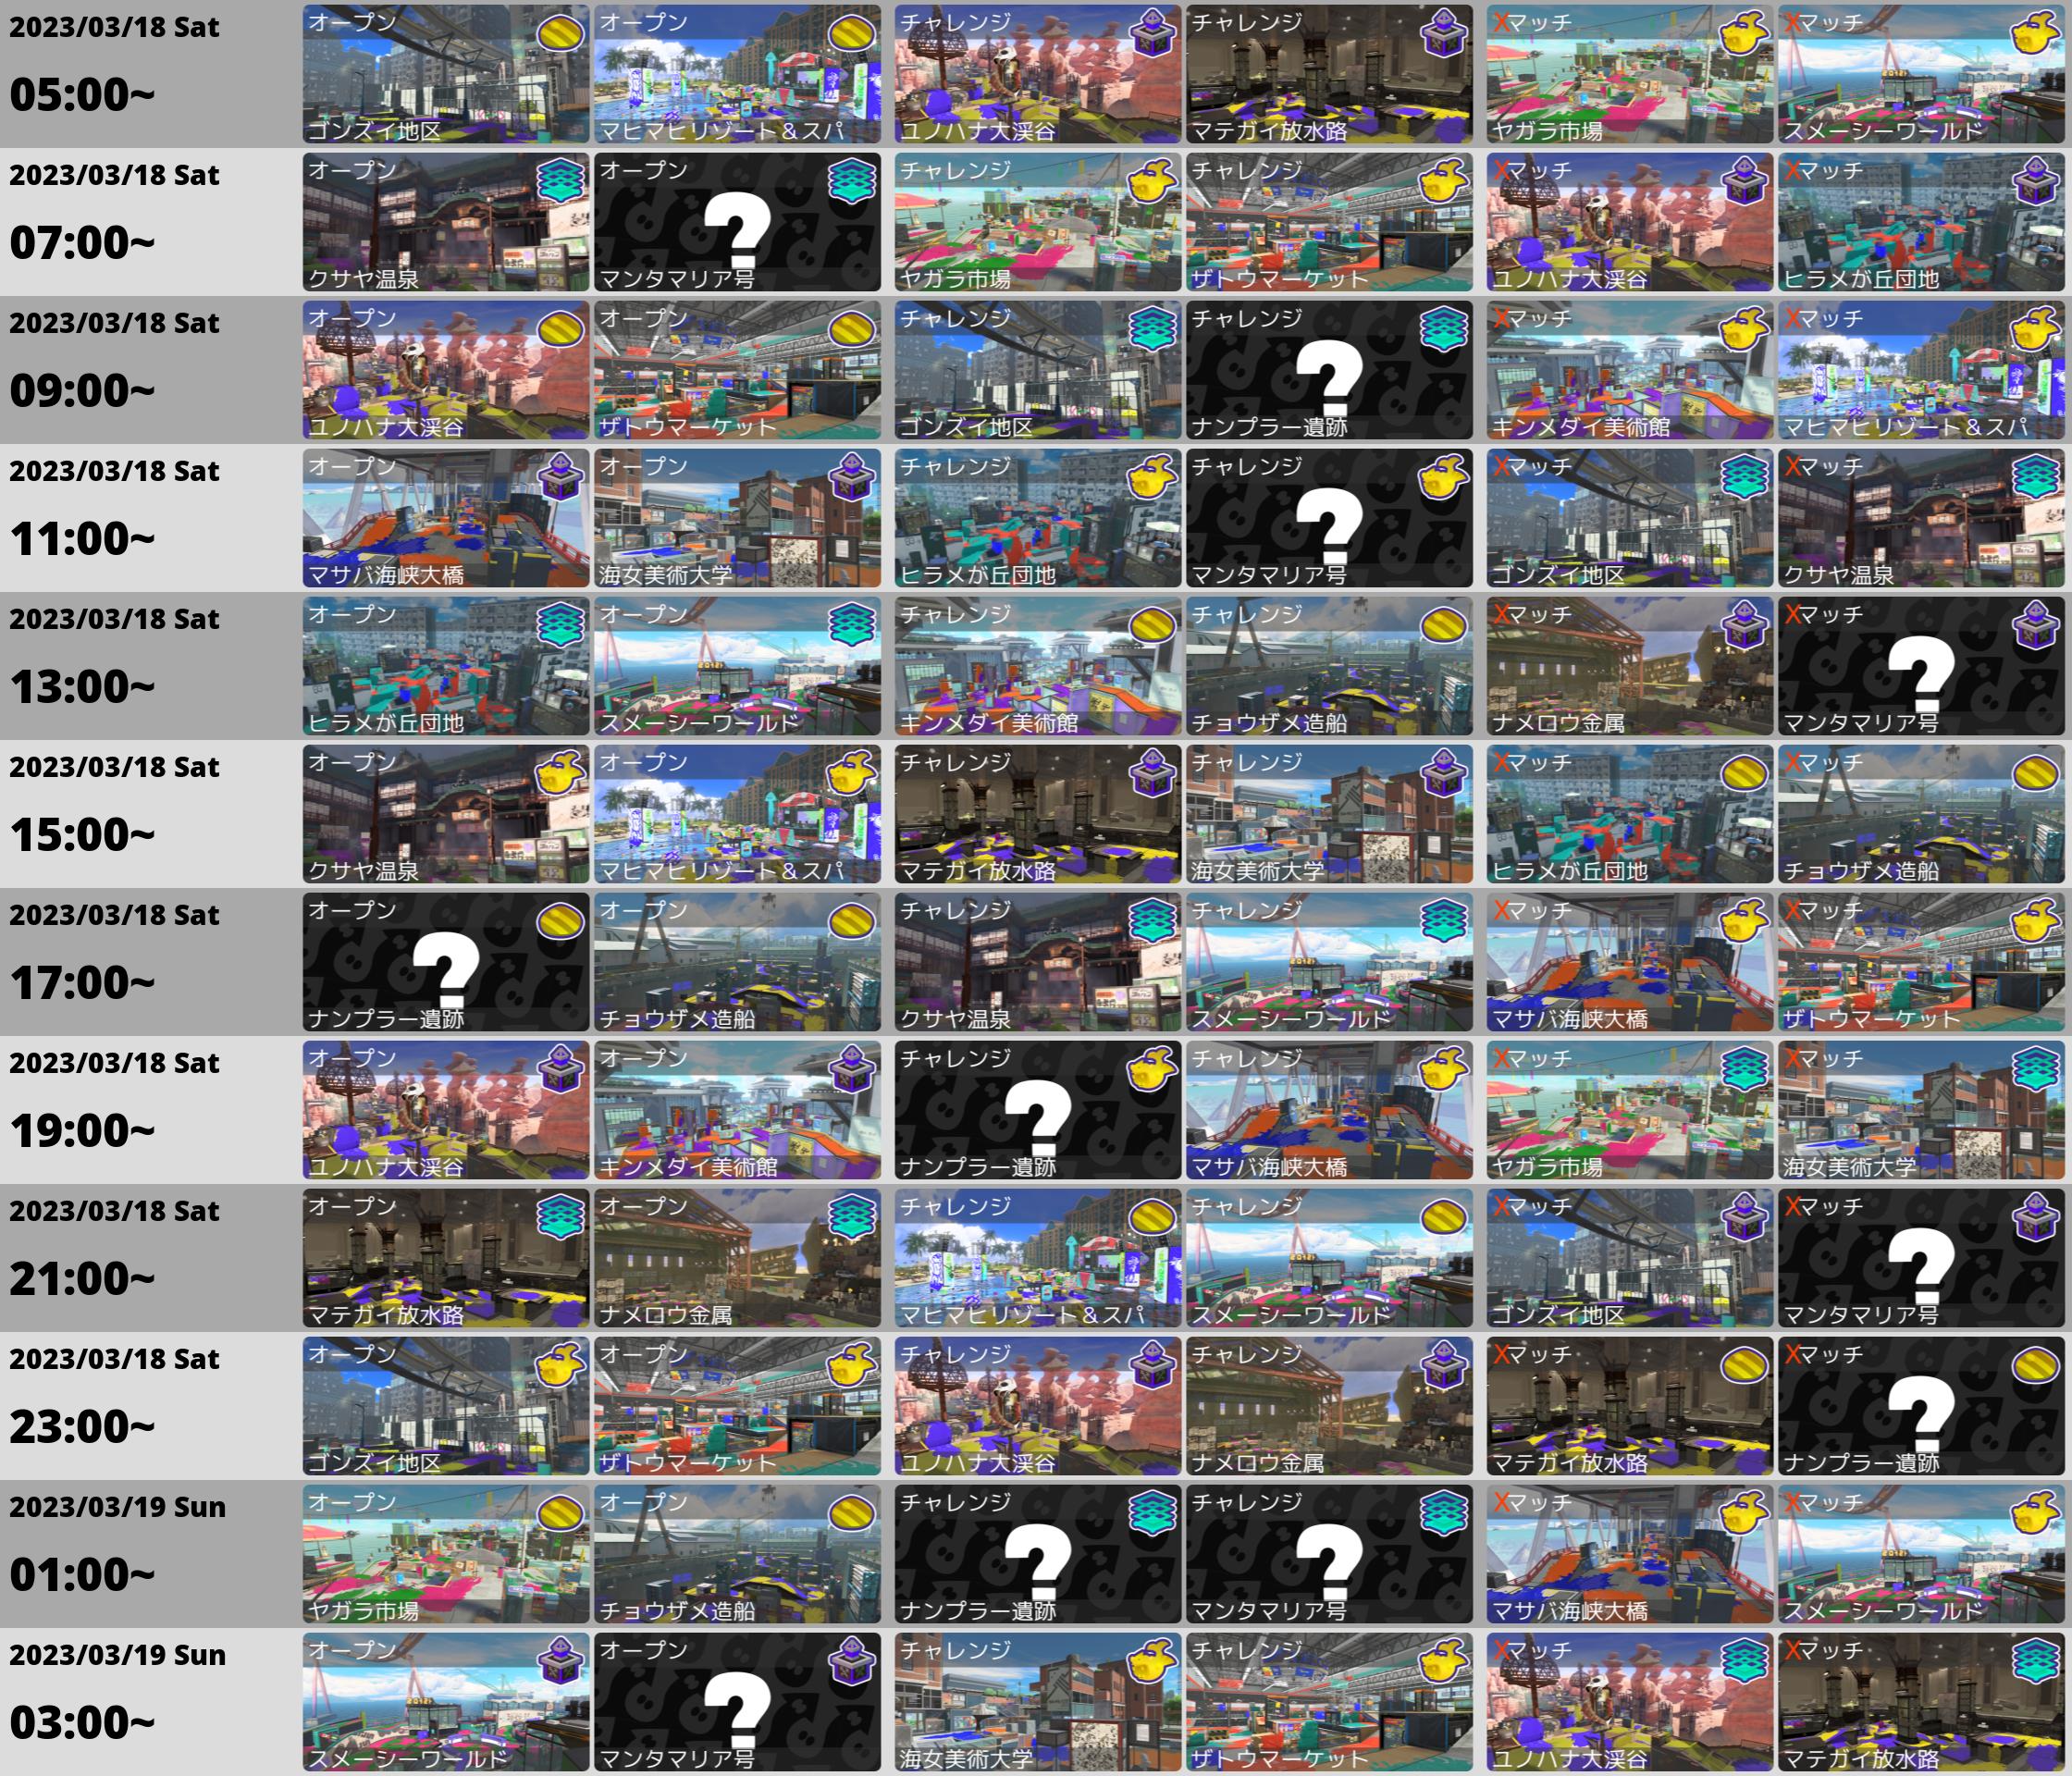 2023/03/18 Sat
05:00~
オープン オープン チャレンジ チャレンジ Xマッチ Xマッチ
ゴンズイ地区 マヒマヒリゾート＆スパ ユノハナ大渓谷 マテガイ放水路 ヤガラ市場 スメーシーワールド
2023/03/18 Sat
07:00~
オープン オープン チャレンジ チャレンジ Xマッチ Xマッチ
?
クサヤ温泉 マンタマリア号 ヤガラ市場 ザトウマーケット ユノハナ大渓谷 ヒラメが丘団地
2023/03/18 Sat
09:00~
オープン オープン チャレンジ チャレンジ Xマッチ Xマッチ
?
ユノハナ大渓谷 ザトウマーケット ゴンズイ地区 ナンプラー遺跡 キンメダイ美術館 マヒマヒリゾート＆スパ
2023/03/18 Sat
11:00~
オープン オープン チャレンジ チャレンジ Xマッチ Xマッチ
?
マサバ海峡大橋 海女美術大学 ヒラメが丘団地 マンタマリア号 ゴンズイ地区 クサヤ温泉
2023/03/18 Sat
13:00~
オープン オープン チャレンジ チャレンジ Xマッチ Xマッチ
?
ヒラメが丘団地 スメーシーワールド キンメダイ美術館 チョウザメ造船 ナメロウ金属 マンタマリア号
2023/03/18 Sat
15:00~
オープン オープン チャレンジ チャレンジ Xマッチ Xマッチ
クサヤ温泉 マヒマヒリゾート＆スパ マテガイ放水路 海女美術大学 ヒラメが丘団地 チョウザメ造船
2023/03/18 Sat
17:00~
オープン オープン チャレンジ チャレンジ Xマッチ Xマッチ
?
ナンプラー遺跡 チョウザメ造船 クサヤ温泉 スメーシーワールド マサバ海峡大橋 ザトウマーケット
2023/03/18 Sat
19:00~
オープン オープン チャレンジ チャレンジ Xマッチ Xマッチ
?
ユノハナ大渓谷 キンメダイ美術館 ナンプラー遺跡 マサバ海峡大橋 ヤガラ市場 海女美術大学
2023/03/18 Sat
21:00~
オープン オープン チャレンジ チャレンジ Xマッチ Xマッチ
?
マテガイ放水路 ナメロウ金属 マヒマヒリゾート＆スパ スメーシーワールド ゴンズイ地区 マンタマリア号
2023/03/18 Sat
23:00~
オープン オープン チャレンジ チャレンジ Xマッチ Xマッチ
?
ゴンズイ地区 ザトウマーケット ユノハナ大渓谷 ナメロウ金属 マテガイ放水路 ナンプラー遺跡
2023/03/19 Sun
01:00~
オープン オープン チャレンジ チャレンジ Xマッチ Xマッチ
? ?
ヤガラ市場 チョウザメ造船 ナンプラー遺跡 マンタマリア号 マサバ海峡大橋 スメーシーワールド
2023/03/19 Sun
03:00~
オープン オープン チャレンジ チャレンジ Xマッチ Xマッチ
?
スメーシーワールド マンタマリア号 海女美術大学 ザトウマーケット ユノハナ大渓谷 マテガイ放水路